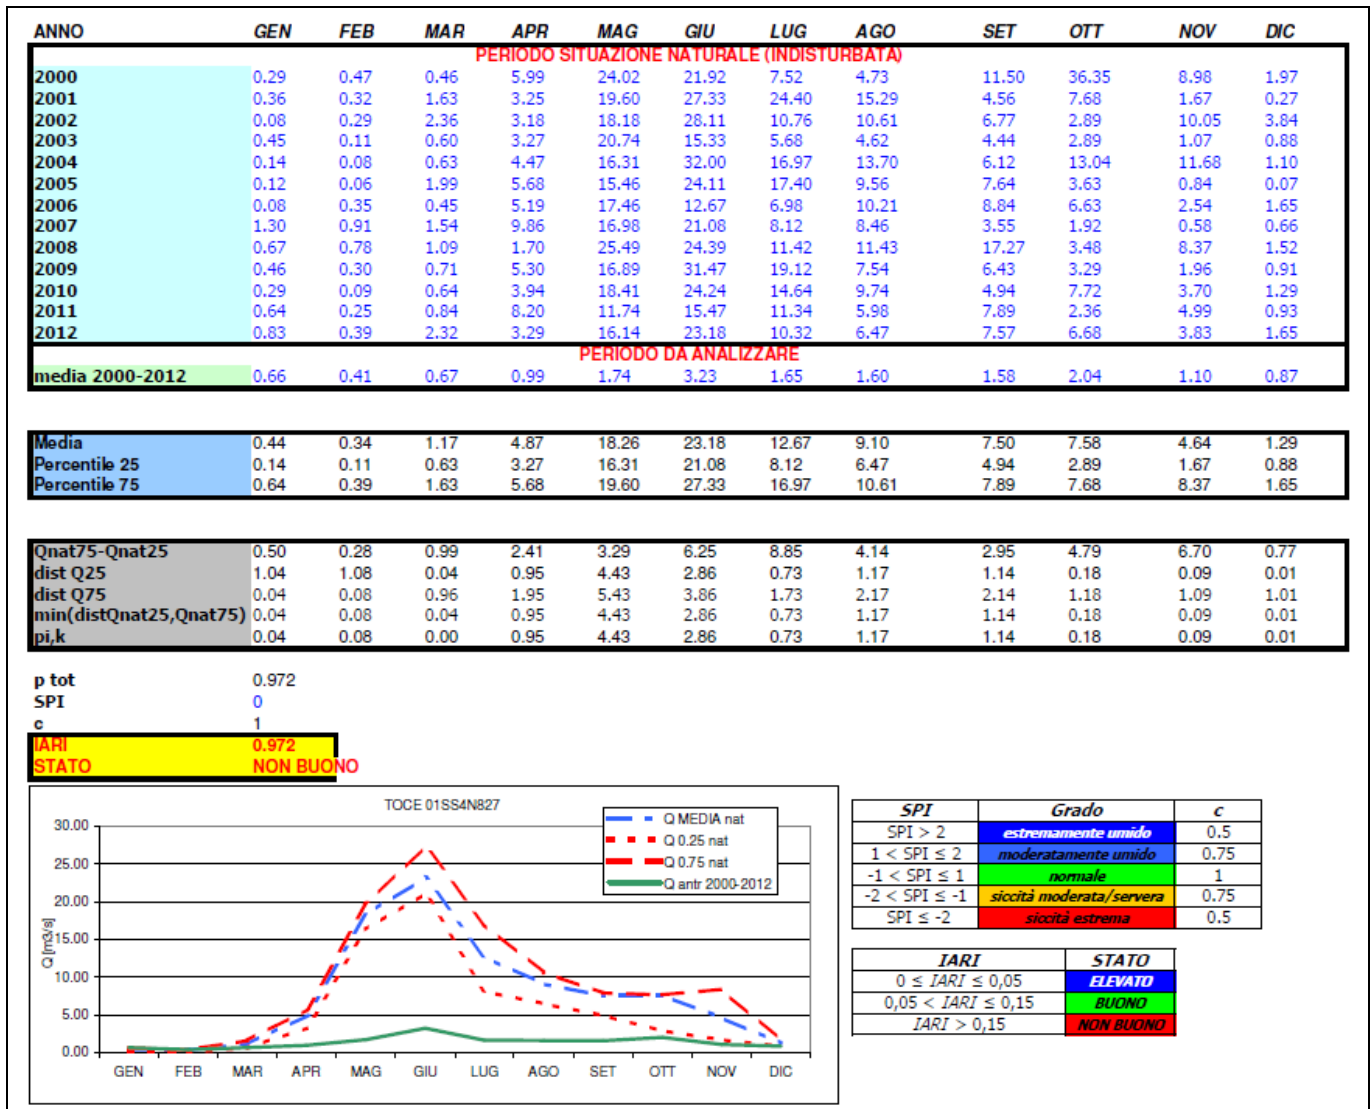 ANNO GEN FEB MAR APR MAG GIU LUG AGO SET OTT NOV DIC
PERIODO SITUAZIONE NATURALE (INDISTURBATA)
2000 0.29 0.47 0.46 5.99 24.02 21.92 7.52 4.73 11.50 36.35 8.98 1.97
2001 0.36 0.32 1.63 3.25 19.60 27.33 24.40 15.29 4.56 7.68 1.67 0.27
2002 0.08 0.29 2.36 3.18 18.18 28.11 10.76 10.61 6.77 2.89 10.05 3.84
2003 0.45 0.11 0.60 3.27 20.74 15.33 5.68 4.62 4.44 2.89 1.07 0.88
2004 0.14 0.08 0.63 4.47 16.31 32.00 16.97 13.70 6.12 13.04 11.68 1.10
2005 0.12 0.06 1.99 5.68 15.46 24.11 17.40 9.56 7.64 3.63 0.84 0.07
2006 0.08 0.35 0.45 5.19 17.46 12.67 6.98 10.21 8.84 6.63 2.54 1.65
2007 1.30 0.91 1.54 9.86 16.98 21.08 8.12 8.46 3.55 1.92 0.58 0.66
2008 0.67 0.78 1.09 1.70 25.49 24.39 11.42 11.43 17.27 3.48 8.37 1.52
2009 0.46 0.30 0.71 5.30 16.89 31.47 19.12 7.54 6.43 3.29 1.96 0.91
2010 0.29 0.09 0.64 3.94 18.41 24.24 14.64 9.74 4.94 7.72 3.70 1.29
2011 0.64 0.25 0.84 8.20 11.74 15.47 11.34 5.98 7.89 2.36 4.99 0.93
2012 0.83 0.39 2.32 3.29 16.14 23.18 10.32 6.47 7.57 6.68 3.83 1.65
PERIODO DA ANALIZZARE
media 2000-2012 0.66 0.41 0.67 0.99 1.74 3.23 1.65 1.60 1.58 2.04 1.10 0.87
Media 0.44 0.34 1.17 4.87 18.26 23.18 12.67 9.10 7.50 7.58 4.64 1.29
Percentile 25 0.14 0.11 0.63 3.27 16.31 21.08 8.12 6.47 4.94 2.89 1.67 0.88
Percentile 75 0.64 0.39 1.63 5.68 19.60 27.33 16.97 10.61 7.89 7.68 8.37 1.65
Qnat75-Qnat25 0.50 0.28 0.99 2.41 3.29 6.25 8.85 4.14 2.95 4.79 6.70 0.77
dist Q25 1.04 1.08 0.04 0.95 4.43 2.86 0.73 1.17 1.14 0.18 0.09 0.01
dist Q75 0.04 0.08 0.96 1.95 5.43 3.86 1.73 2.17 2.14 1.18 1.09 1.01
min(distQnat25,Qnat75) 0.04 0.08 0.04 0.95 4.43 2.86 0.73 1.17 1.14 0.18 0.09 0.01
pi,k 0.04 0.08 0.00 0.95 4.43 2.86 0.73 1.17 1.14 0.18 0.09 0.01
p tot 0.972
SPI 0
c 1
IARI 0.972
STATO NON BUONO
TOCE 01SS4N827
Q MEDIA nat
Q 0.25 nat
Q 0.75 nat
Q antr 2000-2012
Q [m3/s]
30.00
25.00
20.00
15.00
10.00
5.00
0.00
GEN FEB MAR APR MAG GIU LUG AGO SET OTT NOV DIC
SPI Grado c
SPI > 2 estremamente umido 0.5
1 < SPI ≤ 2 moderatamente umido 0.75
-1 < SPI ≤ 1 normale 1
-2 < SPI ≤ -1 siccità moderata/servera 0.75
SPI ≤ -2 siccità estrema 0.5
IARI STATO
0 ≤ IARI ≤ 0,05 ELEVATO
0,05 < IARI ≤ 0,15 BUONO
IARI > 0,15 NON BUONO